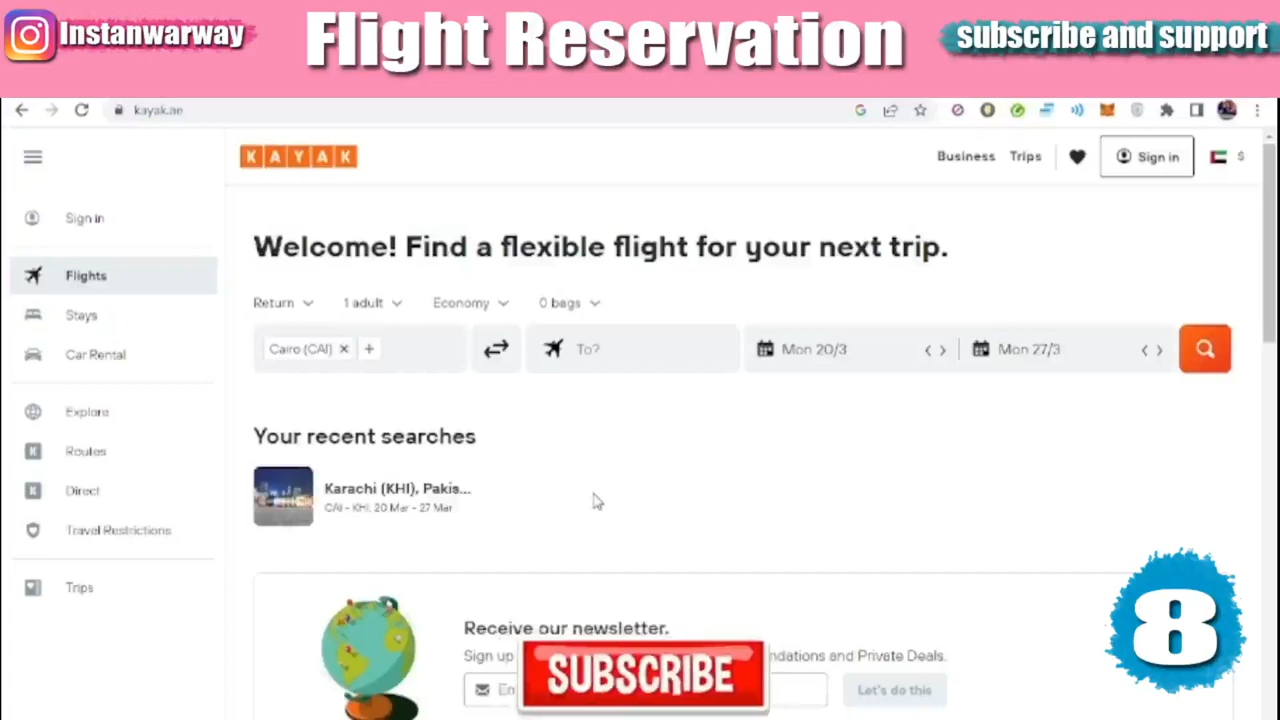 Instanwarway
Flight Reservation
subscribe and support
kayak.ae
KAYAK
Business
Trips
Sign in
$
Sign in
Flights
Stays
Car Rental
Explore
Routes
Direct
Travel Restrictions
Trips
Welcome! Find a flexible flight for your next trip.
Return
1 adult
Economy
0 bags
Cairo (CAI)
To?
Mon 20/3
Mon 27/3
Your recent searches
Karachi (KHI), Pakis...
CAI - KHI, 20 Mar - 27 Mar
Receive our newsletter.
Sign up
ndations and Private Deals.
En
Let's do this
SUBSCRIBE
8